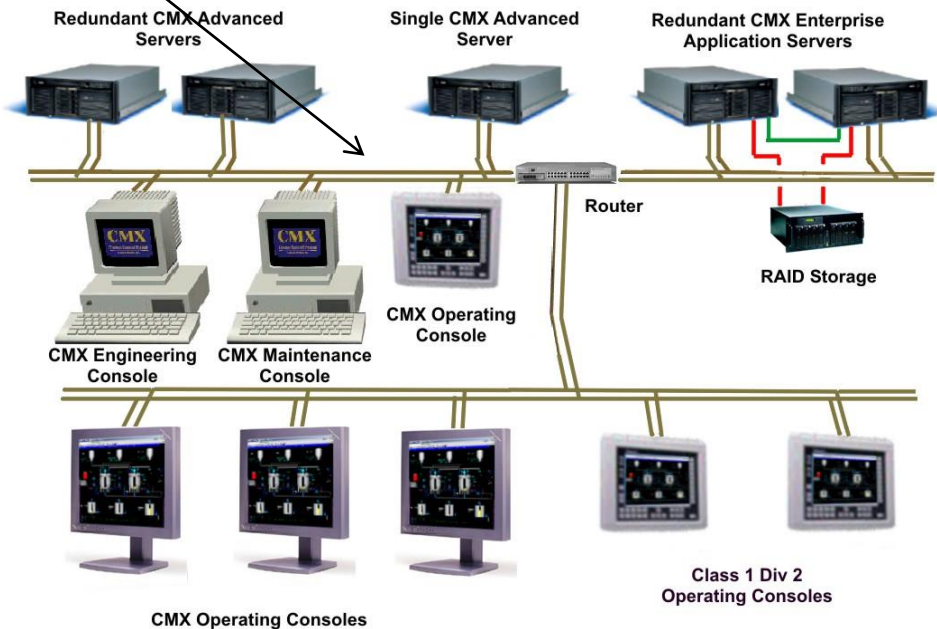 Redundant CMX Advanced
Servers
Single CMX Advanced
Server
Redundant CMX Enterprise
Application Servers
Router
RAID Storage
CMX
CMX
CMX Operating
Console
CMX Engineering
Console
CMX Maintenance
Console
CMX Operating Consoles
Class 1 Div 2
Operating Consoles